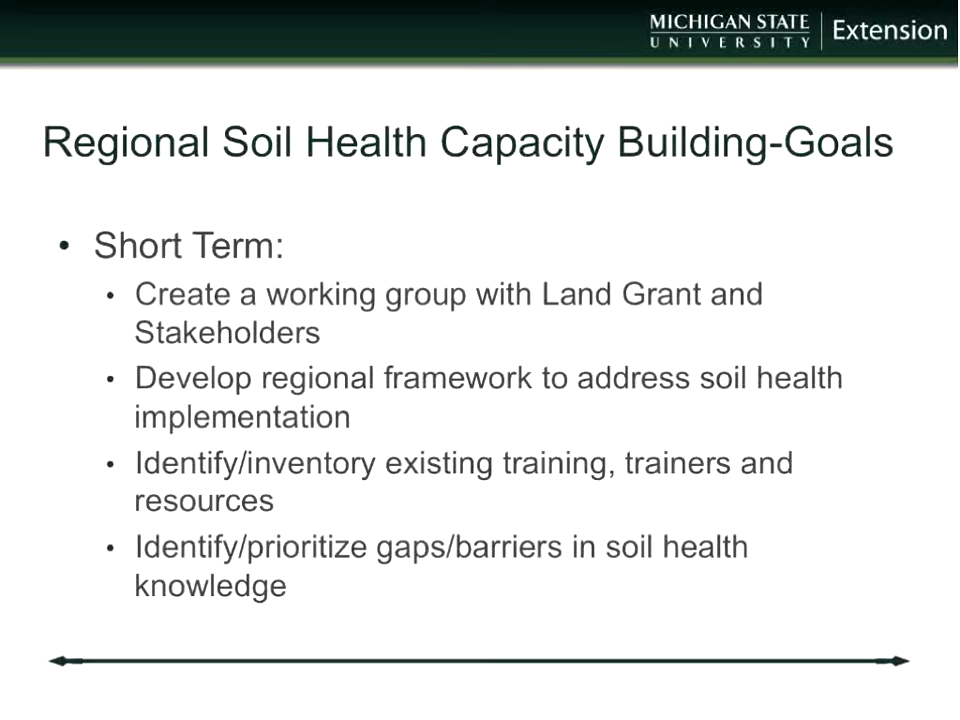 MICHIGAN STATE
UNIVERSITY
Extension
Regional Soil Health Capacity Building-Goals
• Short Term:
• Create a working group with Land Grant and
Stakeholders
• Develop regional framework to address soil health
implementation
• Identify/inventory existing training, trainers and
resources
• Identify/prioritize gaps/barriers in soil health
knowledge